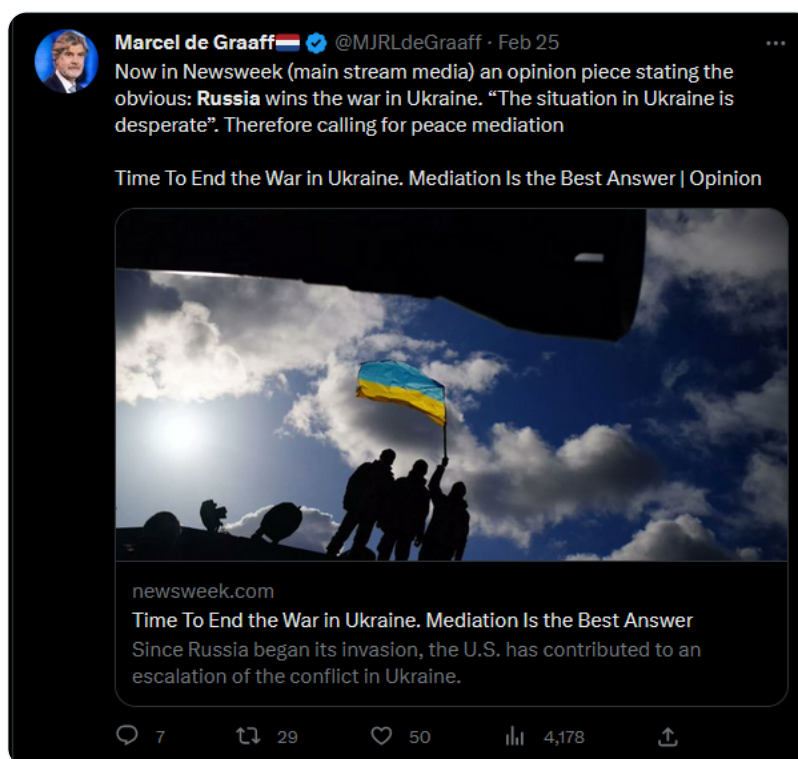 Marcel de Graaff🇳🇱 @MJRLdeGraaff · Feb 25
Now in Newsweek (main stream media) an opinion piece stating the
obvious: Russia wins the war in Ukraine. “The situation in Ukraine is
desperate”. Therefore calling for peace mediation
Time To End the War in Ukraine. Mediation Is the Best Answer | Opinion
newsweek.com
Time To End the War in Ukraine. Mediation Is the Best Answer
Since Russia began its invasion, the U.S. has contributed to an
escalation of the conflict in Ukraine.
7 29 50 4,178